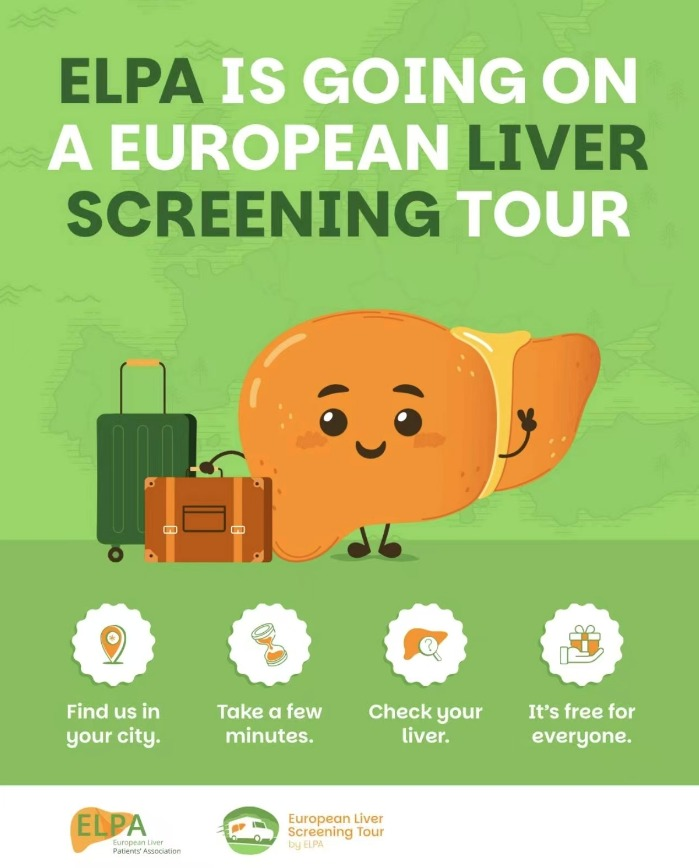 ELPA IS GOING ON
A EUROPEAN LIVER
SCREENING TOUR
Find us in
your city.
Take a few
minutes.
Check your
liver.
It's free for
everyone.
ELPA
European Liver
Patients' Association
European Liver
Screening Tour
by ELPA